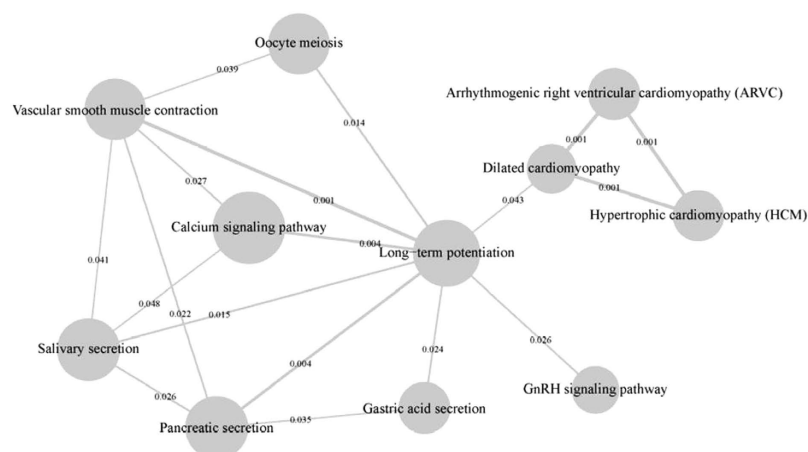 Oocyte meiosis
0.039
Arrhythmogenic right ventricular cardiomyopathy (ARVC)
Vascular smooth muscle contraction
0.014
0.001
0.001
Dilated cardiomyopathy
0.027
0.001
0.001
0.043
Hypertrophic cardiomyopathy (HCM)
Calcium signaling pathway
0.004
Long-term potentiation
0.041
0.048
0.022
0.015
0.026
Salivary secretion
0.024
0.004
GnRH signaling pathway
0.026
Gastric acid secretion
0.035
Pancreatic secretion